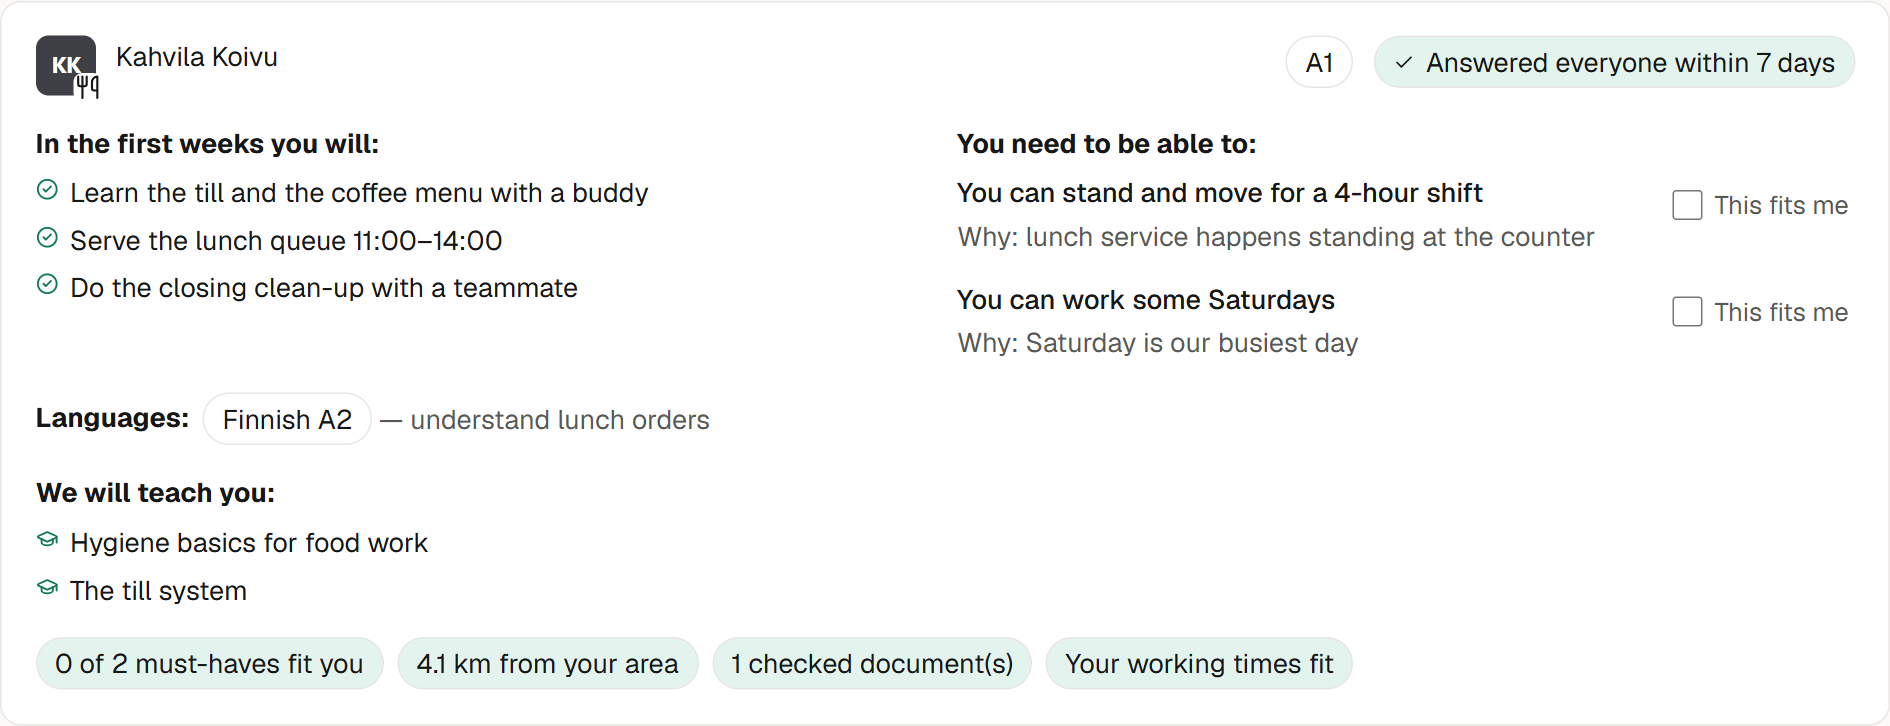 KK
Kahvila Koivu
A1
Answered everyone within 7 days
In the first weeks you will:
Learn the till and the coffee menu with a buddy
Serve the lunch queue 11:00–14:00
Do the closing clean-up with a teammate
You need to be able to:
You can stand and move for a 4-hour shift
Why: lunch service happens standing at the counter
This fits me
You can work some Saturdays
Why: Saturday is our busiest day
This fits me
Languages: Finnish A2 — understand lunch orders
We will teach you:
Hygiene basics for food work
The till system
0 of 2 must-haves fit you
4.1 km from your area
1 checked document(s)
Your working times fit